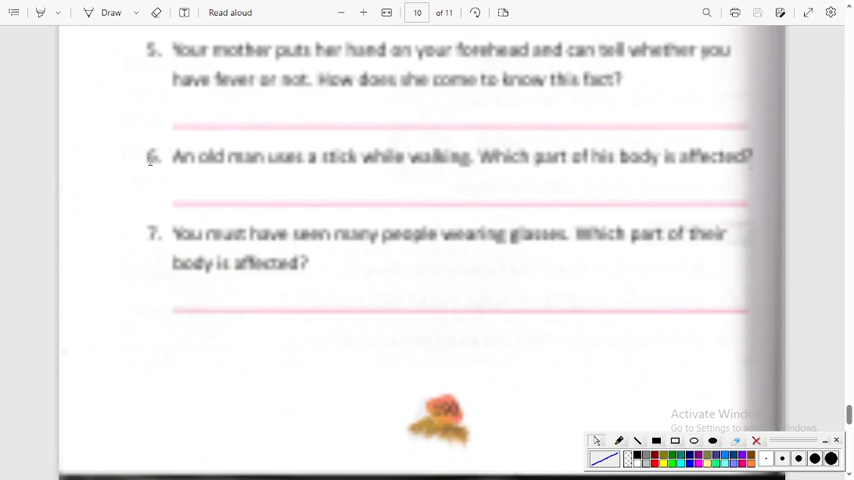 Draw
Read aloud
10 of 11
5. Your mother puts her hand on your forehead and can tell whether you
have fever or not. How does she come to know this fact?
6. An old man uses a stick while walking. Which part of his body is affected?
7. You must have seen many people wearing glasses. Which part of their
body is affected?
Activate Windows
Go to Settings to activate Windows.